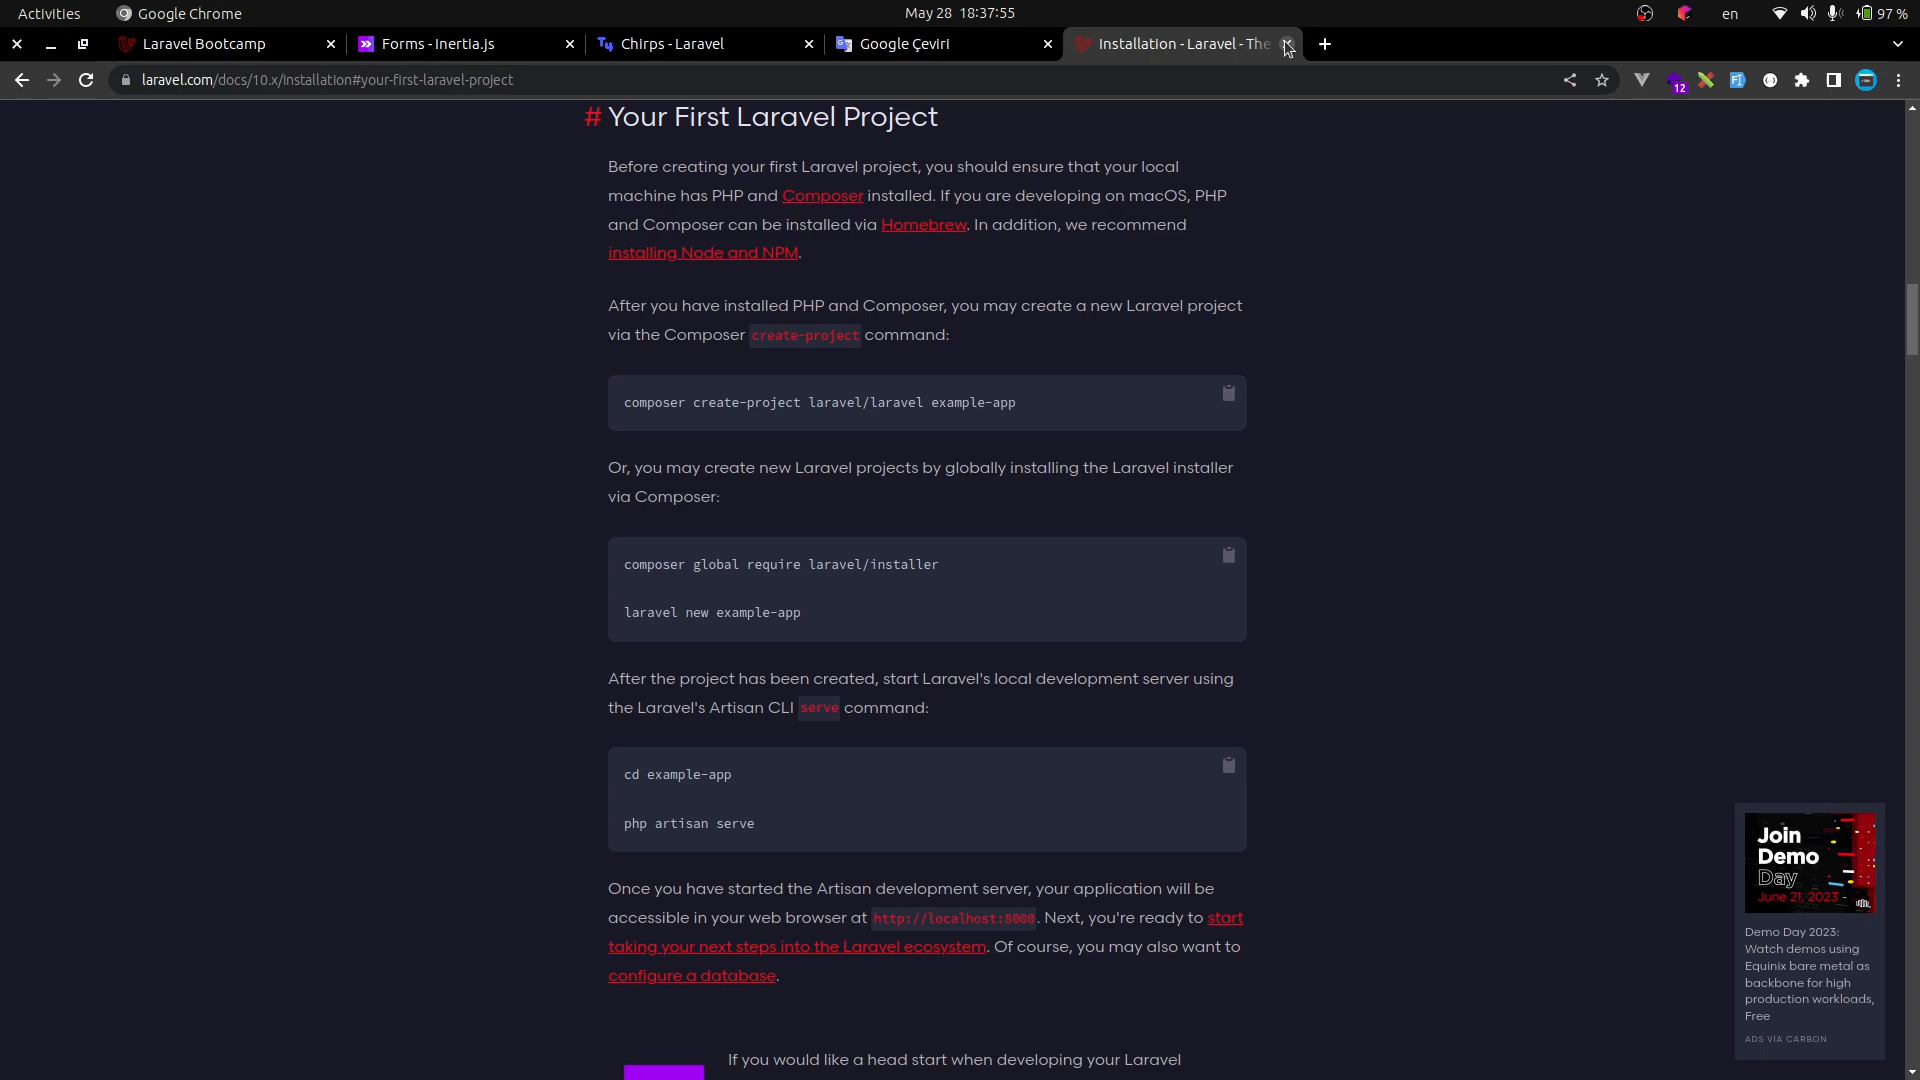 Activities
Google Chrome
May 28 18:37:55
en
97 %
Laravel Bootcamp
Forms - Inertia.js
Chirps - Laravel
Google Çeviri
Installation - Laravel - The
laravel.com/docs/10.x/installation#your-first-laravel-project
12
# Your First Laravel Project
Before creating your first Laravel project, you should ensure that your local
machine has PHP and Composer installed. If you are developing on macOS, PHP
and Composer can be installed via Homebrew. In addition, we recommend
installing Node and NPM.
After you have installed PHP and Composer, you may create a new Laravel project
via the Composer create-project command:
composer create-project laravel/laravel example-app
Or, you may create new Laravel projects by globally installing the Laravel installer
via Composer:
composer global require laravel/installer
laravel new example-app
After the project has been created, start Laravel's local development server using
the Laravel's Artisan CLI serve command:
cd example-app
php artisan serve
Once you have started the Artisan development server, your application will be
accessible in your web browser at http://localhost:8000. Next, you're ready to start
taking your next steps into the Laravel ecosystem. Of course, you may also want to
configure a database.
If you would like a head start when developing your Laravel
Join
Demo
Day
June 21, 2023
Demo Day 2023:
Watch demos using
Equinix bare metal as
backbone for high
production workloads,
Free
ADS VIA CARBON